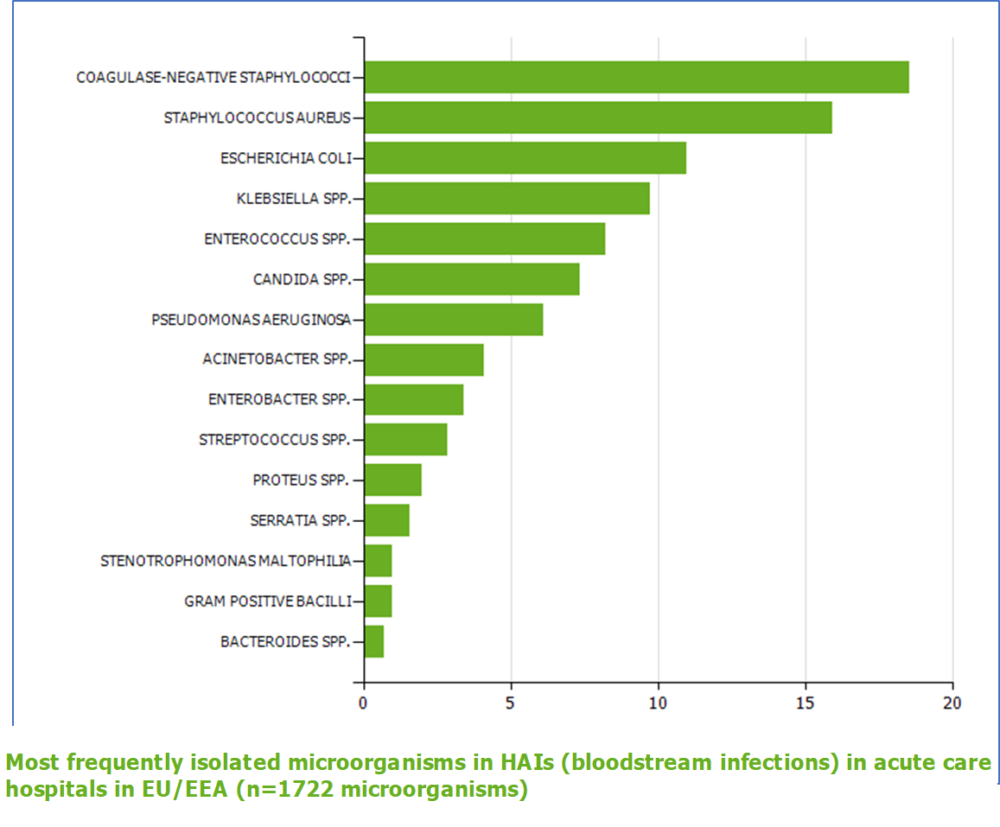 COAGULASE-NEGATIVE STAPHYLOCOCCI
STAPHYLOCOCCUS AUREUS
ESCHERICHIA COLI
KLEBSIELLA SPP.
ENTEROCOCCUS SPP.
CANDIDA SPP.
PSEUDOMONAS AERUGINOSA
ACINETOBACTER SPP.
ENTEROBACTER SPP.
STREPTOCOCCUS SPP.
PROTEUS SPP.
SERRATIA SPP.
STENOTROPHOMONAS MALTOPHILIA
GRAM POSITIVE BACILLI
BACTEROIDES SPP.
0 5 10 15 20
Most frequently isolated microorganisms in HAIs (bloodstream infections) in acute care
hospitals in EU/EEA (n=1722 microorganisms)